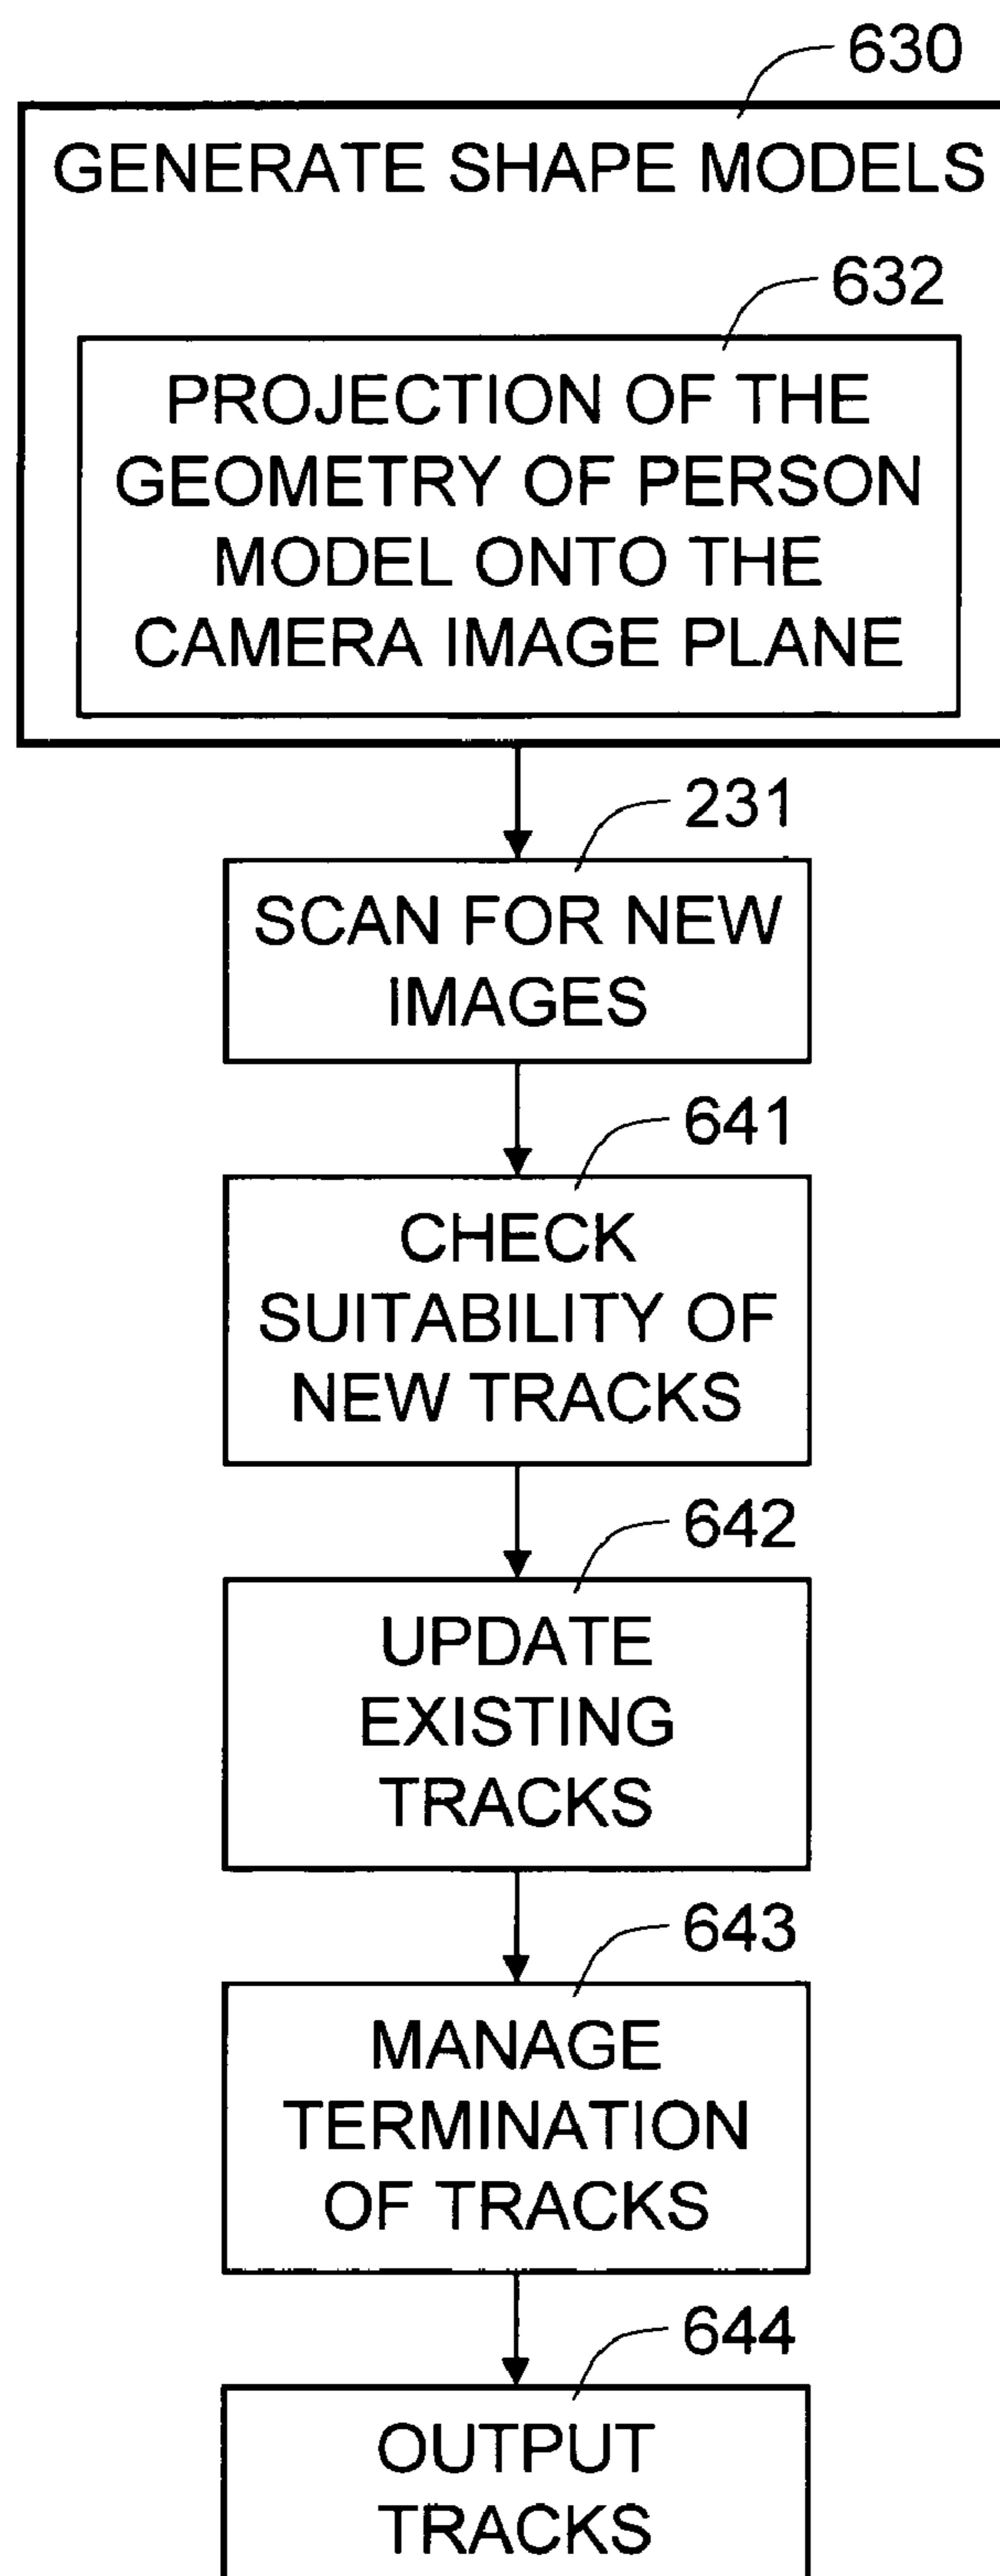 630
GENERATE SHAPE MODELS
632
PROJECTION OF THE
GEOMETRY OF PERSON
MODEL ONTO THE
CAMERA IMAGE PLANE
231
SCAN FOR NEW
IMAGES
641
CHECK
SUITABILITY OF
NEW TRACKS
642
UPDATE
EXISTING
TRACKS
643
MANAGE
TERMINATION
OF TRACKS
644
OUTPUT
TRACKS